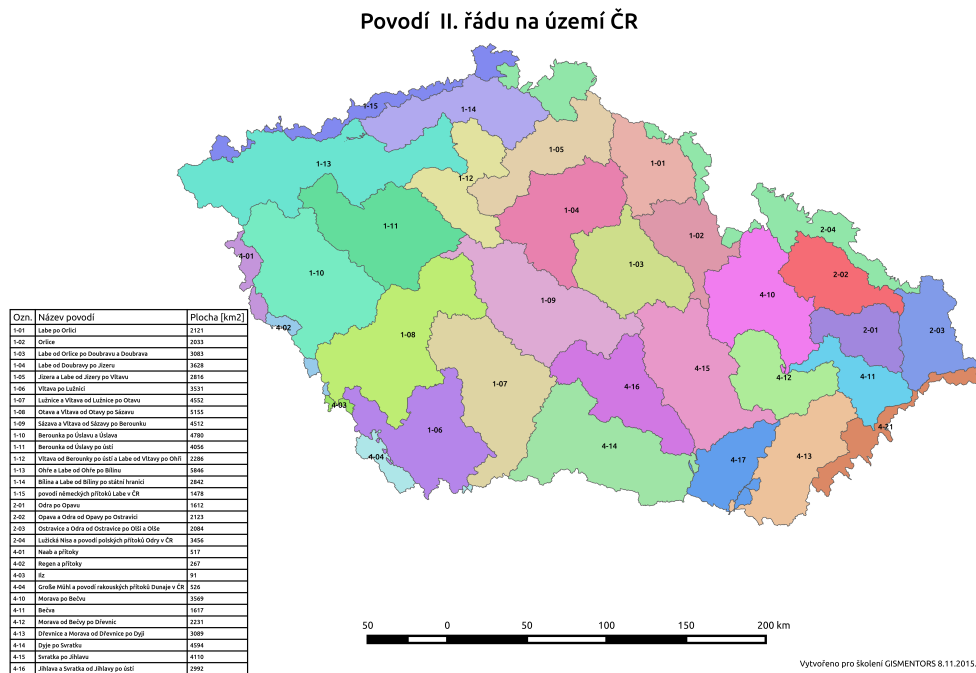 Povodí II. řádu na území ČR
1-15
1-14
1-05
1-01
1-13
1-12
1-04
1-11
1-02
2-04
4-01
1-10
1-03
2-02
4-10
1-09
4-02
1-08
2-01
2-03
4-15
4-12
4-11
1-07
4-16
4-03
4-21
1-06
4-14
4-04
4-17
4-13
Ozn. Název povodí Plocha [km2]
1-01 Labe po Orlici 2121
1-02 Orlice 2033
1-03 Labe od Orlice po Doubravu a Doubrava 3083
1-04 Labe od Doubravy po Jizeru 3628
1-05 Jizera a Labe od Jizery po Vltavu 2816
1-06 Vltava po Lužnici 3531
1-07 Lužnice a Vltava od Lužnice po Otavu 4552
1-08 Otava a Vltava od Otavy po Sázavu 5155
1-09 Sázava a Vltava od Sázavy po Berounku 4512
1-10 Berounka po Úslavu a Úslava 4780
1-11 Berounka od Úslavy po ústí 4056
1-12 Vltava od Berounky po ústí a Labe od Vltavy po Ohři 2286
1-13 Ohře a Labe od Ohře po Bílinu 5846
1-14 Bílina a Labe od Bíliny po státní hranici 2842
1-15 povodí německých přítoků Labe v ČR 1478
2-01 Odra po Opavu 1612
2-02 Opava a Odra od Opavy po Ostravici 2123
2-03 Ostravice a Odra od Ostravice po Olši a Olše 2084
2-04 Lužická Nisa a povodí polských přítoků Odry v ČR 3456
4-01 Naab a přítoky 517
4-02 Regen a přítoky 267
4-03 Ilz 91
4-04 Große Mühl a povodí rakouských přítoků Dunaje v ČR 526
4-10 Morava po Bečvu 3569
4-11 Bečva 1617
4-12 Morava od Bečvy po Dřevnic 2231
4-13 Dřevnice a Morava od Dřevnice po Dyji 3089
4-14 Dyje po Svratku 4594
4-15 Svratka po Jihlavu 4110
4-16 Jihlava a Svratka od Jihlavy po ústí 2992
50 0 50 100 150 200 km
Vytvořeno pro školení GISMENTORS 8.11.2015.